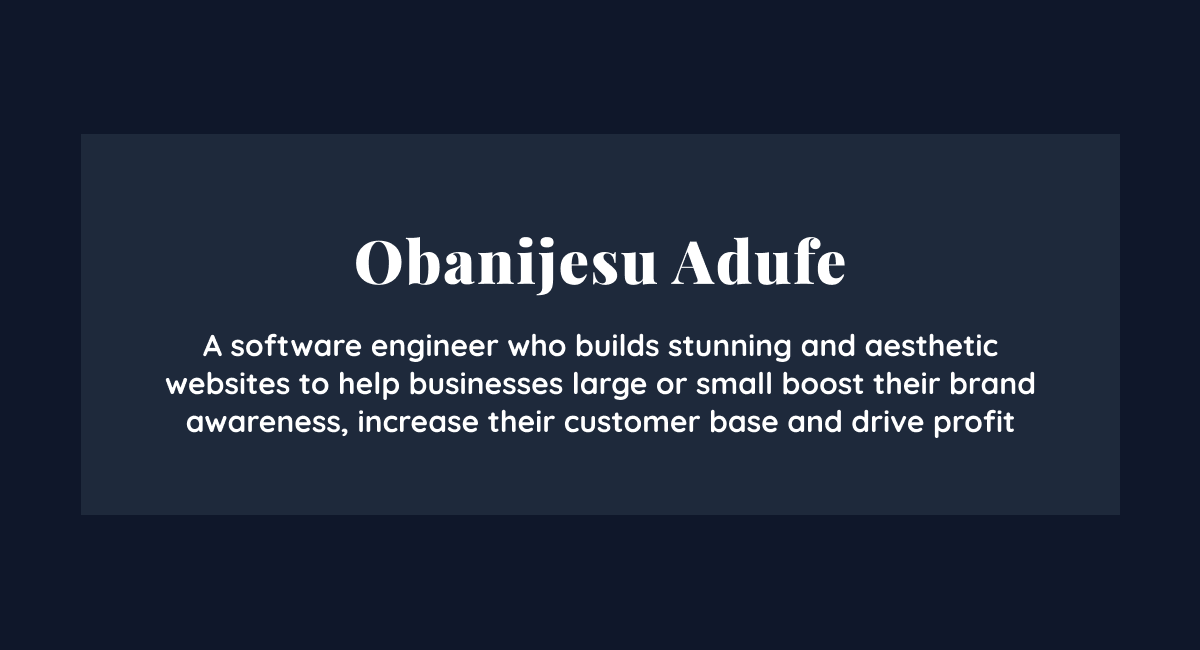 Obanijesu Adufe
A software engineer who builds stunning and aesthetic
websites to help businesses large or small boost their brand
awareness, increase their customer base and drive profit